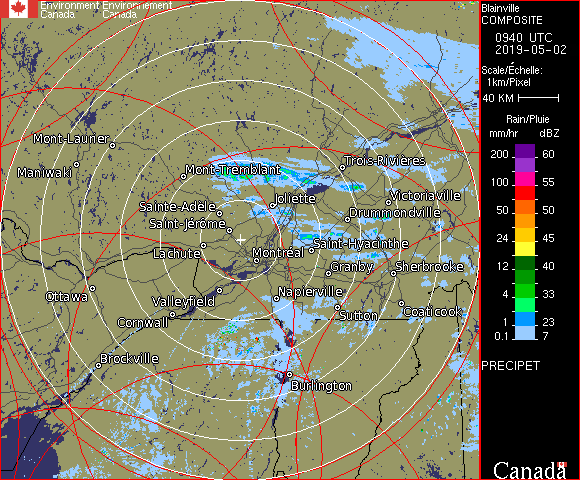 Environment Environnement
Canada Canada
Blainville
COMPOSITE
0940 UTC
2019-05-02
Scale/Échelle:
1km/Pixel
40 KM
Rain/Pluie
mm/hr dBZ
200 60
100 55
50 50
24 45
12 40
4 33
1 23
0.1 7
PRECIPET
Mont-Laurier
Maniwaki
Mont-Tremblant
Trois-Rivières
Sainte-Adèle
Joliette
Victoriaville
Drummondville
Saint-Jérôme
Lachute
Montréal
Saint-Hyacinthe
Granby
Sherbrooke
Ottawa
Valleyfield
Napierville
Cornwall
Sutton
Coaticook
Brockville
Burlington
Canada